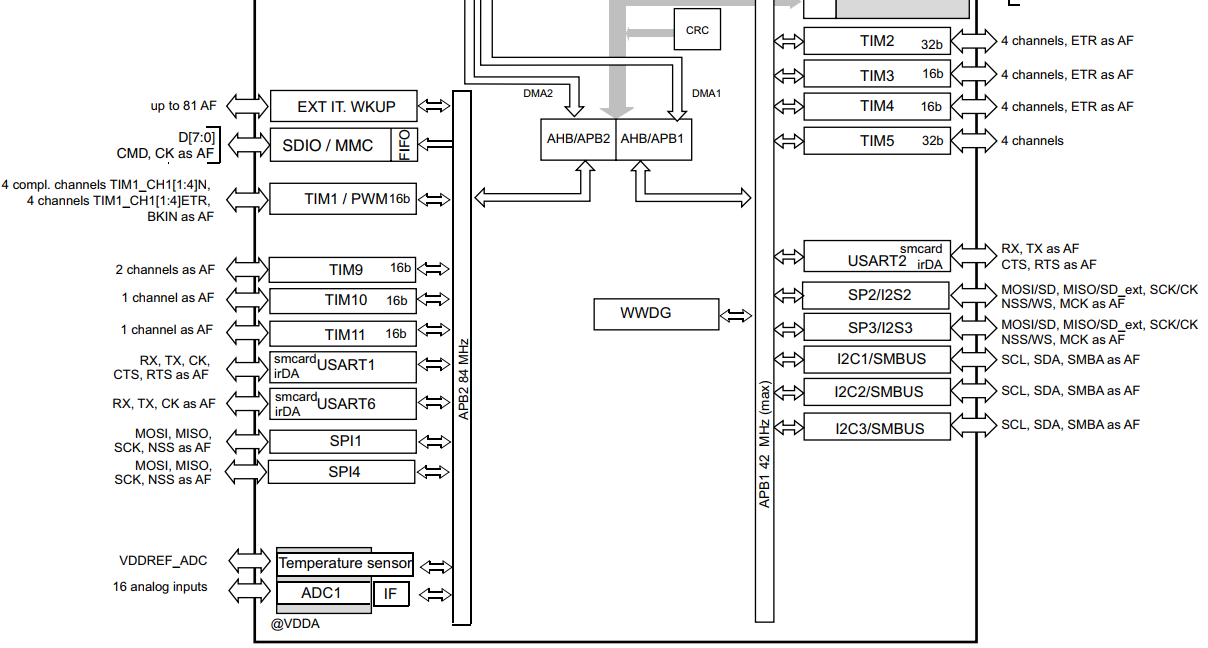 CRC
DMA2
DMA1
AHB/APB2
AHB/APB1
up to 81 AF
EXT IT. WKUP
D[7:0]
CMD, CK as AF
SDIO / MMC
FIFO
4 compl. channels TIM1_CH1[1:4]N,
4 channels TIM1_CH1[1:4]ETR,
BKIN as AF
TIM1 / PWM
16b
2 channels as AF
TIM9
16b
1 channel as AF
TIM10
16b
1 channel as AF
TIM11
16b
RX, TX, CK,
CTS, RTS as AF
smcard
irDA
USART1
RX, TX, CK as AF
smcard
irDA
USART6
MOSI, MISO,
SCK, NSS as AF
SPI1
MOSI, MISO,
SCK, NSS as AF
SPI4
VDDREF_ADC
Temperature sensor
16 analog inputs
ADC1
IF
@VDDA
APB2 84 MHz
WWDG
APB1 42 MHz (max)
TIM2
32b
4 channels, ETR as AF
TIM3
16b
4 channels, ETR as AF
TIM4
16b
4 channels, ETR as AF
TIM5
32b
4 channels
USART2
smcard
irDA
RX, TX as AF
CTS, RTS as AF
SP2/I2S2
MOSI/SD, MISO/SD_ext, SCK/CK
NSS/WS, MCK as AF
SP3/I2S3
MOSI/SD, MISO/SD_ext, SCK/CK
NSS/WS, MCK as AF
I2C1/SMBUS
SCL, SDA, SMBA as AF
I2C2/SMBUS
SCL, SDA, SMBA as AF
I2C3/SMBUS
SCL, SDA, SMBA as AF